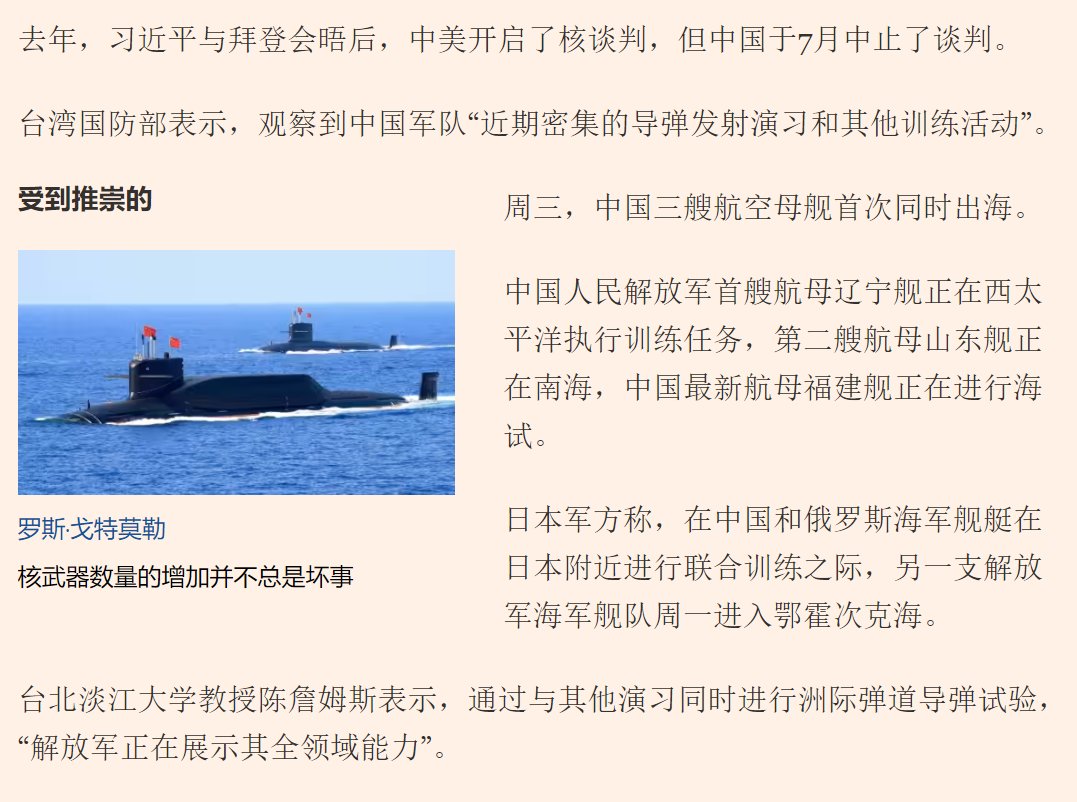 去年，习近平与拜登会晤后，中美开启了核谈判，但中国于7月中止了谈判。
台湾国防部表示，观察到中国军队“近期密集的导弹发射演习和其他训练活动”。
受到推崇的
罗斯·戈特莫勒
核武器数量的增加并不总是坏事
周三，中国三艘航空母舰首次同时出海。
中国人民解放军首艘航母辽宁舰正在西太
平洋执行训练任务，第二艘航母山东舰正
在南海，中国最新航母福建舰正在进行海
试。
日本军方称，在中国和俄罗斯海军舰艇在
日本附近进行联合训练之际，另一支解放
军海军舰队周一进入鄂霍次克海。
台北淡江大学教授陈詹姆斯表示，通过与其他演习同时进行洲际弹道导弹试验，
“解放军正在展示其全领域能力”。